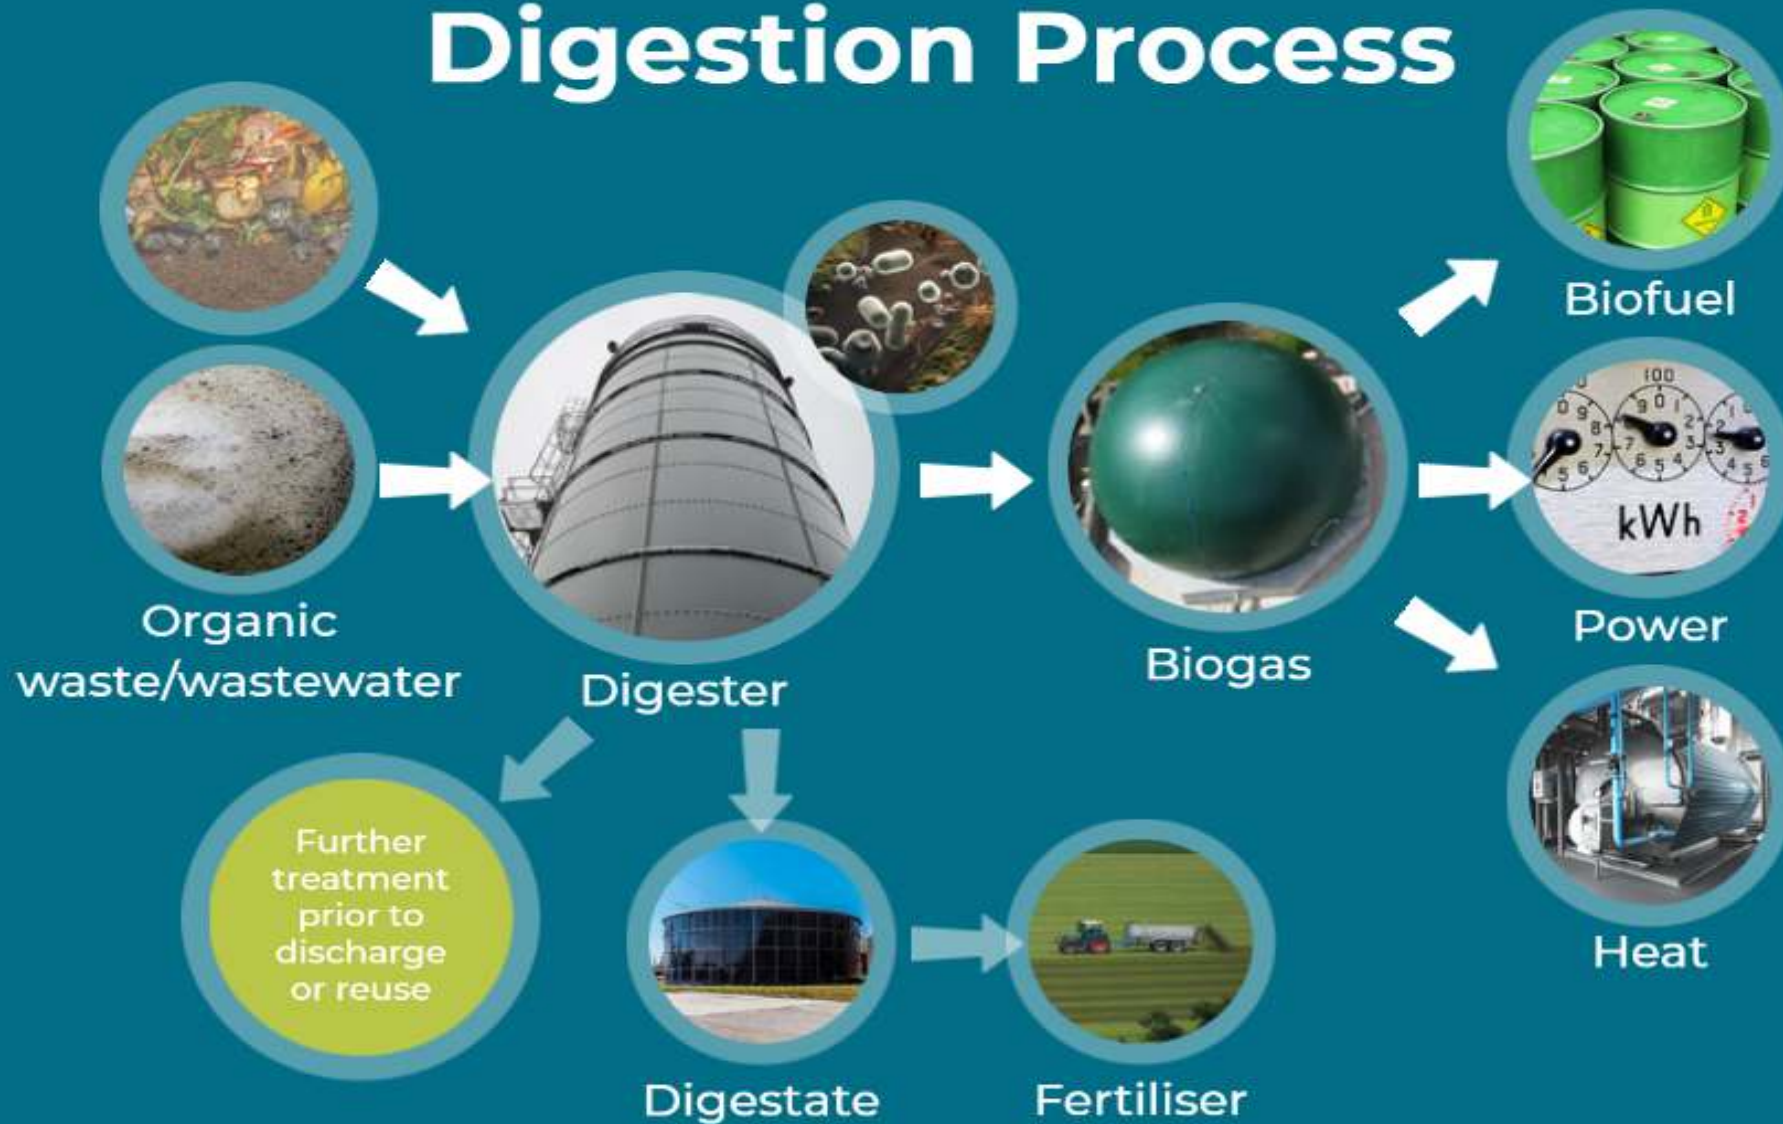 Digestion Process
Biofuel
100
kWh
Power
Organic
waste/wastewater
Digester
Biogas
Heat
Further
treatment
prior to
discharge
or reuse
Digestate
Fertiliser